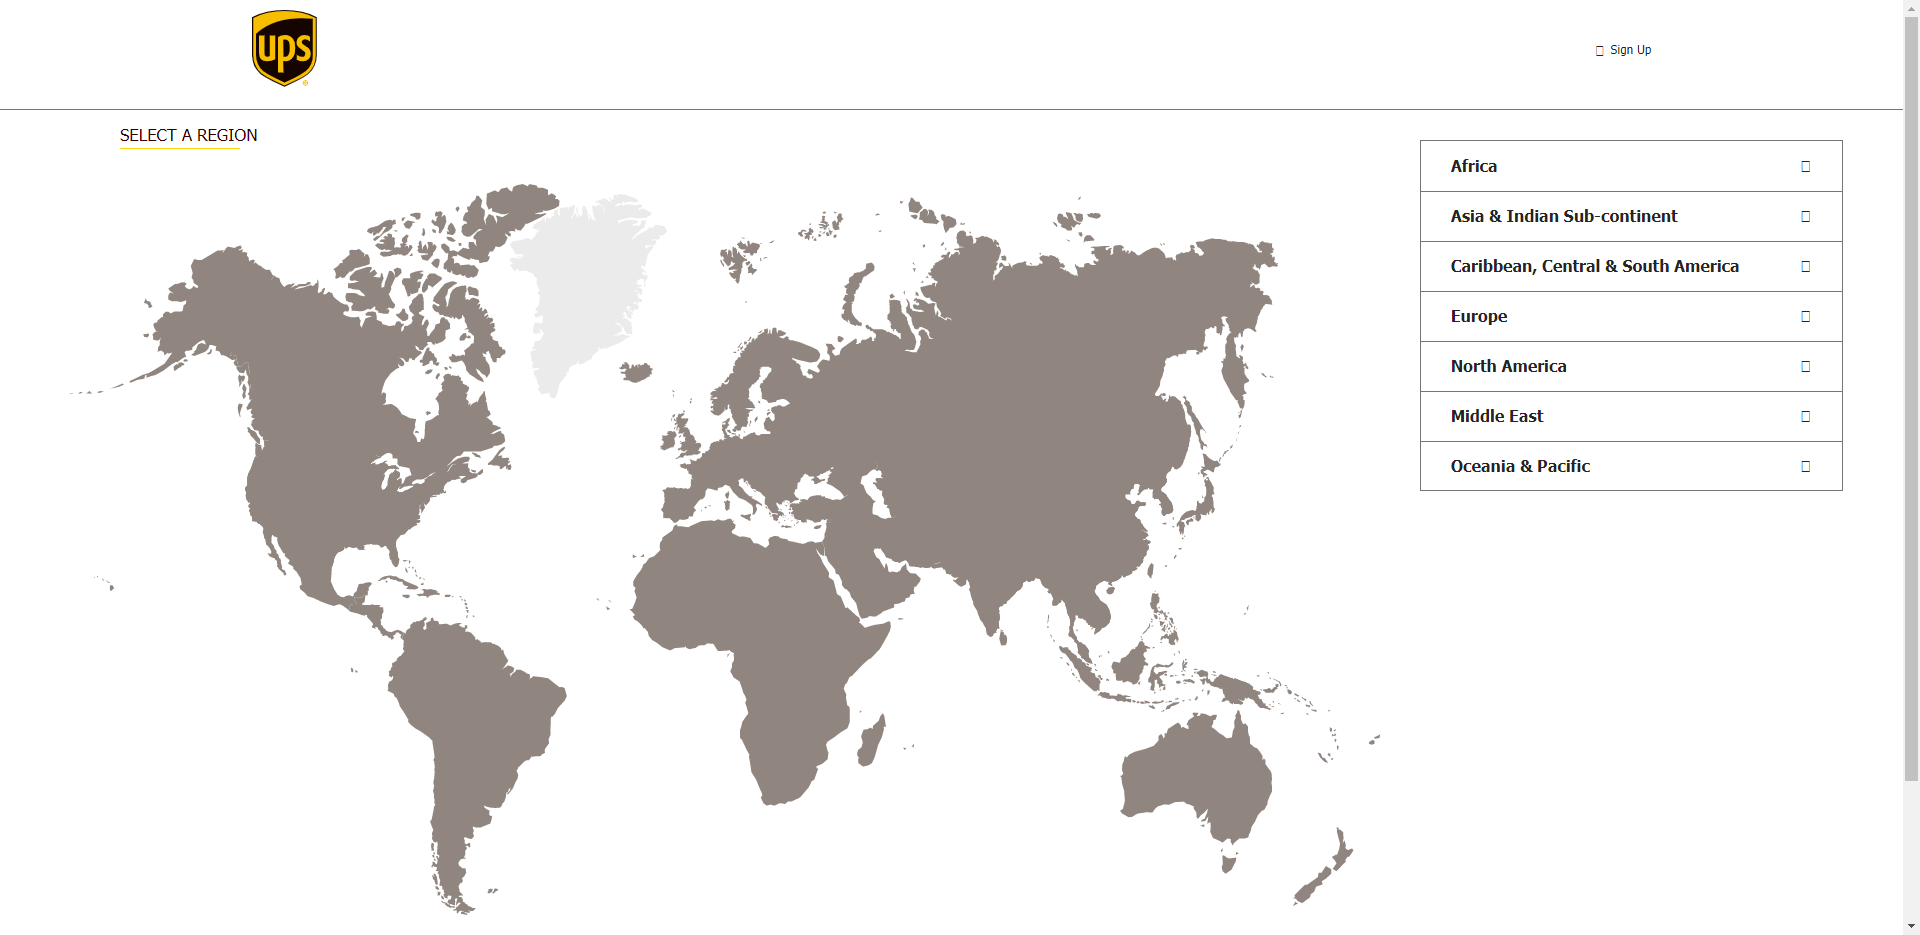 ups
Sign Up
SELECT A REGION
Africa
Asia & Indian Sub-continent
Caribbean, Central & South America
Europe
North America
Middle East
Oceania & Pacific